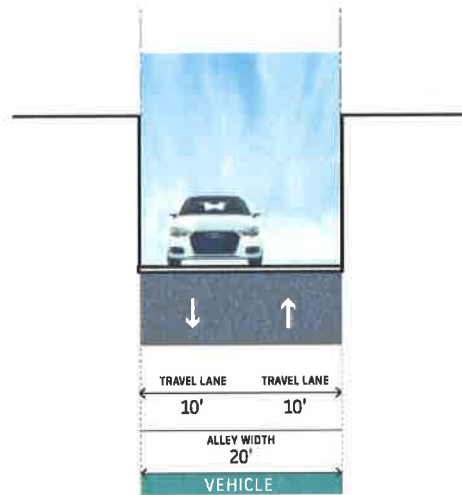 TRAVEL LANE TRAVEL LANE
10' 10'
ALLEY WIDTH
20'
VEHICLE